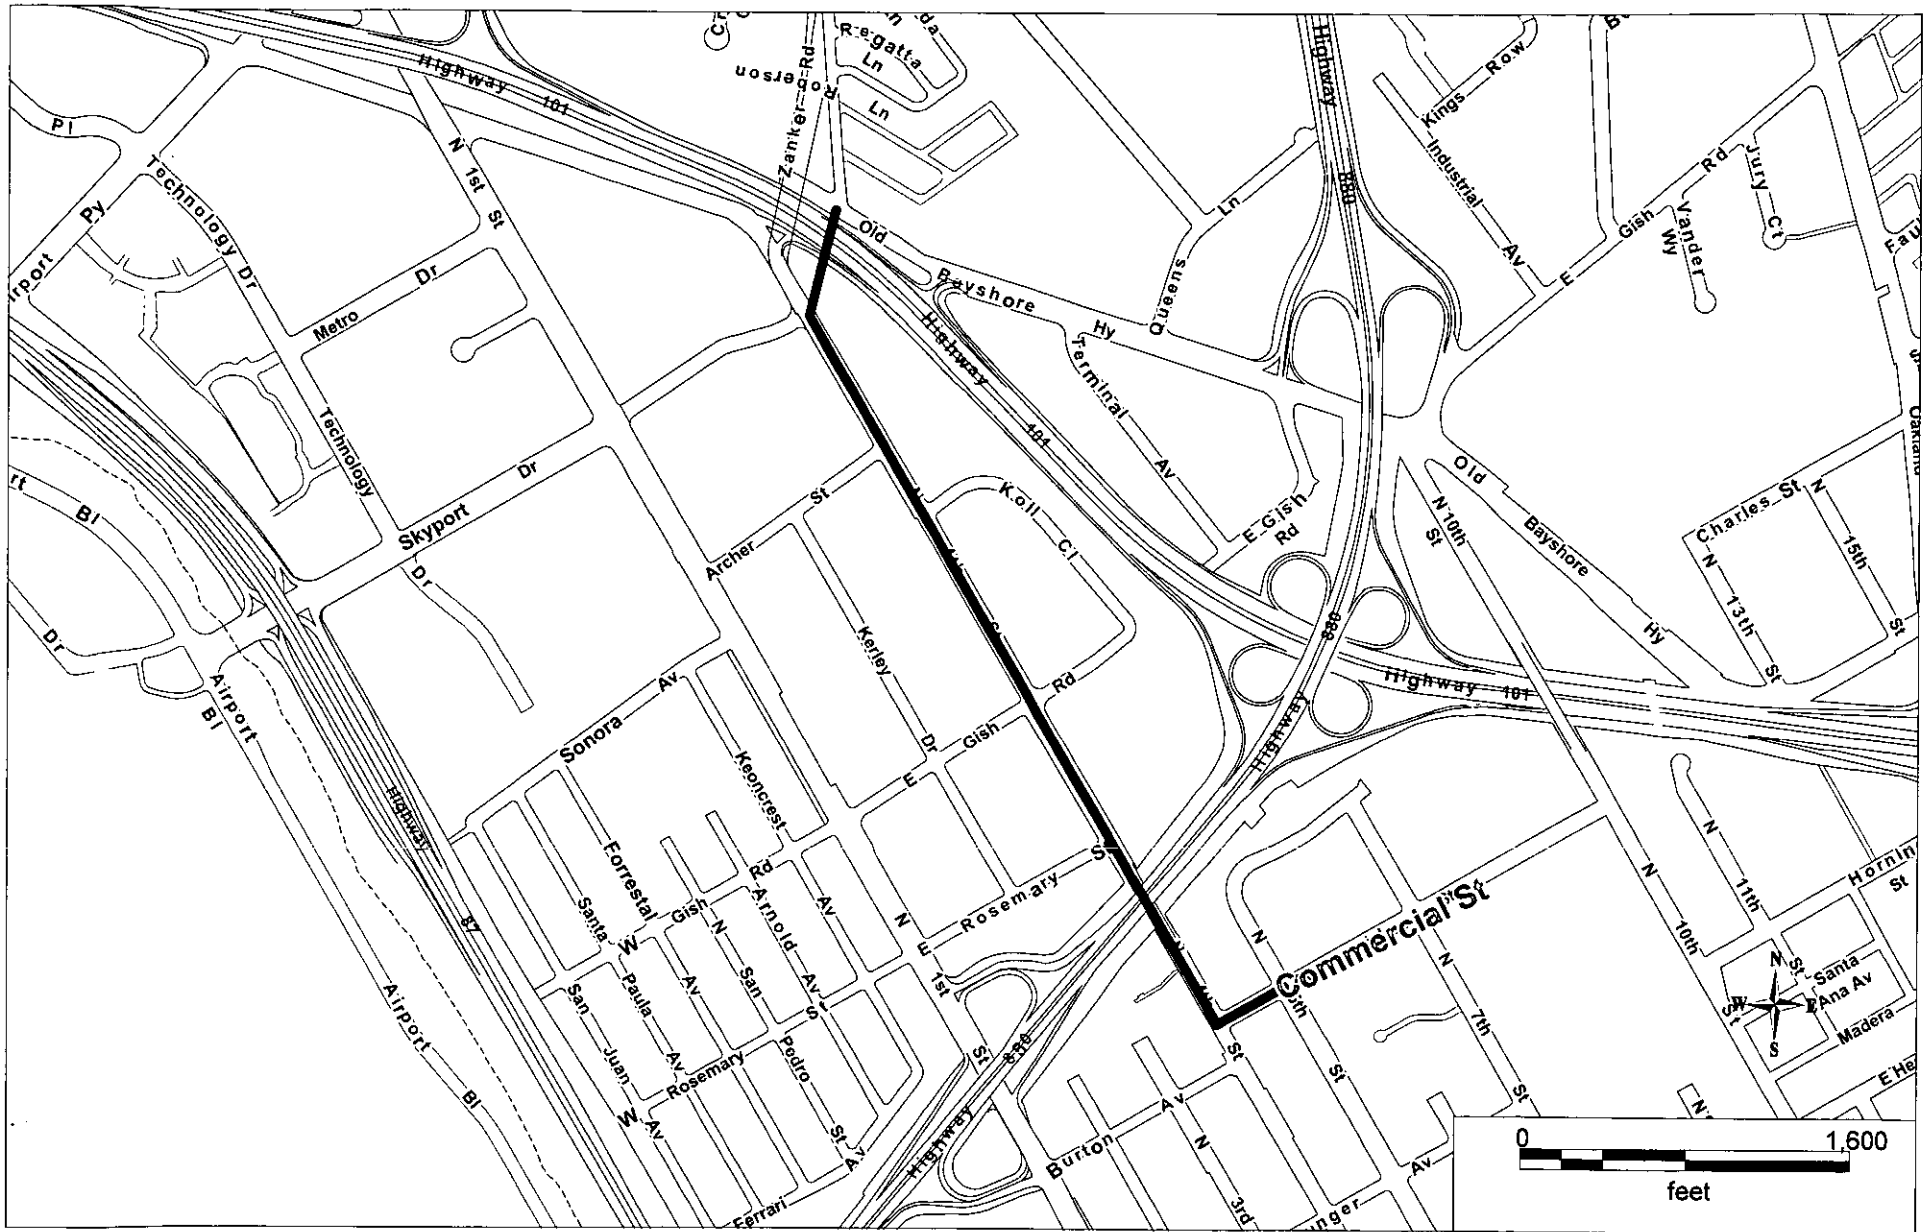 Highway 101
Zanker Rd
Regatta
Ln
Roberson
Ln
Highway
880
Kings Row
Industrial Av
E Gish Rd
Jury Ct
Vander
Wy
Pl
Technology Dr
N 1st St
Py
Metro Dr
Old Bayshore Hy
Queens Ln
Highway
101
Terminal Av
E Gish
Rd
Technology
Dr
Skyport Dr
Bl
Dr
Archer St
Koll Ci
Kerley Dr
E Gish Rd
N 10th
St
Old Bayshore Hy
Charles St
N 13th St
N 15th St
Oakland
880
Highway 101
Highway
Airport
Bl
Sonora Av
Keoncrest
Av
Forrestal
Av
Highway
87
Santa
Paula
Av
W Gish Rd
Arnold
Av
N San
Pedro
St
San
Juan
Av
W Rosemary St
E Rosemary St
N 1st
St
Commercial St
N
St
N 7th
St
N 10th
St
N 11th
St
St
Santa
Ana Av
Madera
E He
Airport Bl
Highway
880
Burton Av
N 3rd
Ferrari Av
Av
N
W
E
S
0 1,600
feet